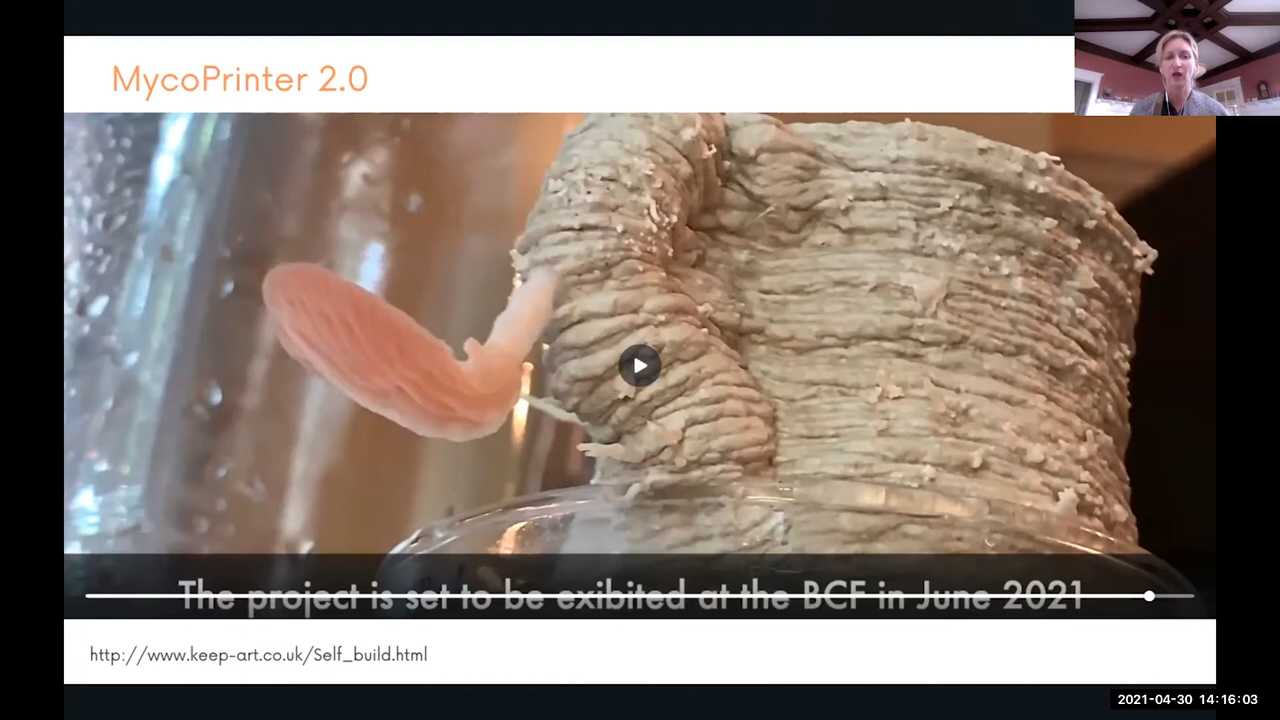 MycoPrinter 2.0
The project is set to be exibited at the BCF in June 2021
http://www.keep-art.co.uk/Self_build.html
2021-04-30 14:16:03